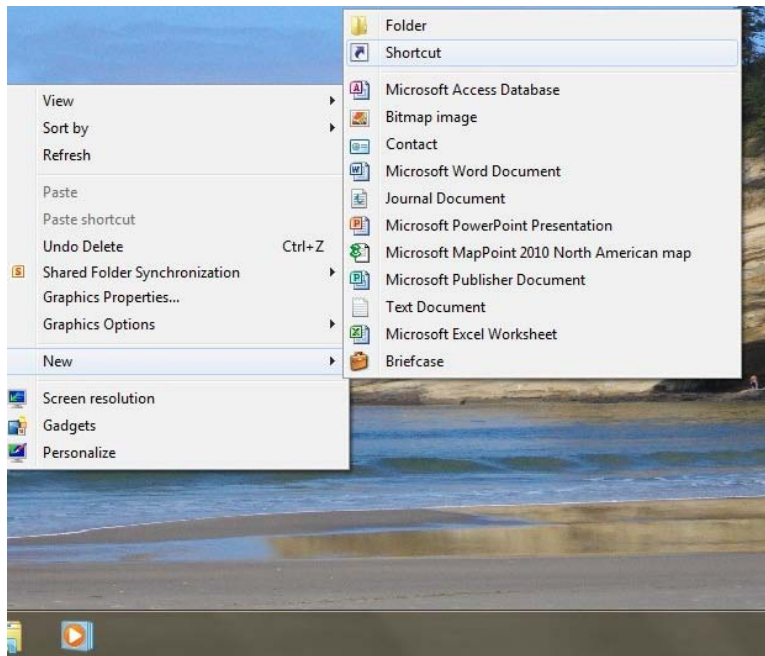 View
Sort by
Refresh
Paste
Paste shortcut
Undo Delete Ctrl+Z
Shared Folder Synchronization
Graphics Properties...
Graphics Options
New
Screen resolution
Gadgets
Personalize
Folder
Shortcut
Microsoft Access Database
Bitmap image
Contact
Microsoft Word Document
Journal Document
Microsoft PowerPoint Presentation
Microsoft MapPoint 2010 North American map
Microsoft Publisher Document
Text Document
Microsoft Excel Worksheet
Briefcase